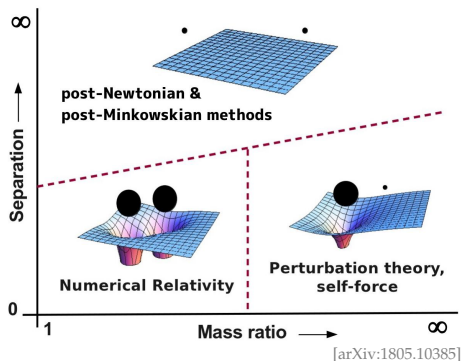 ∞
post-Newtonian &
post-Minkowskian methods
Separation
Numerical Relativity
Perturbation theory,
self-force
0
1
Mass ratio
∞
[arXiv:1805.10385]